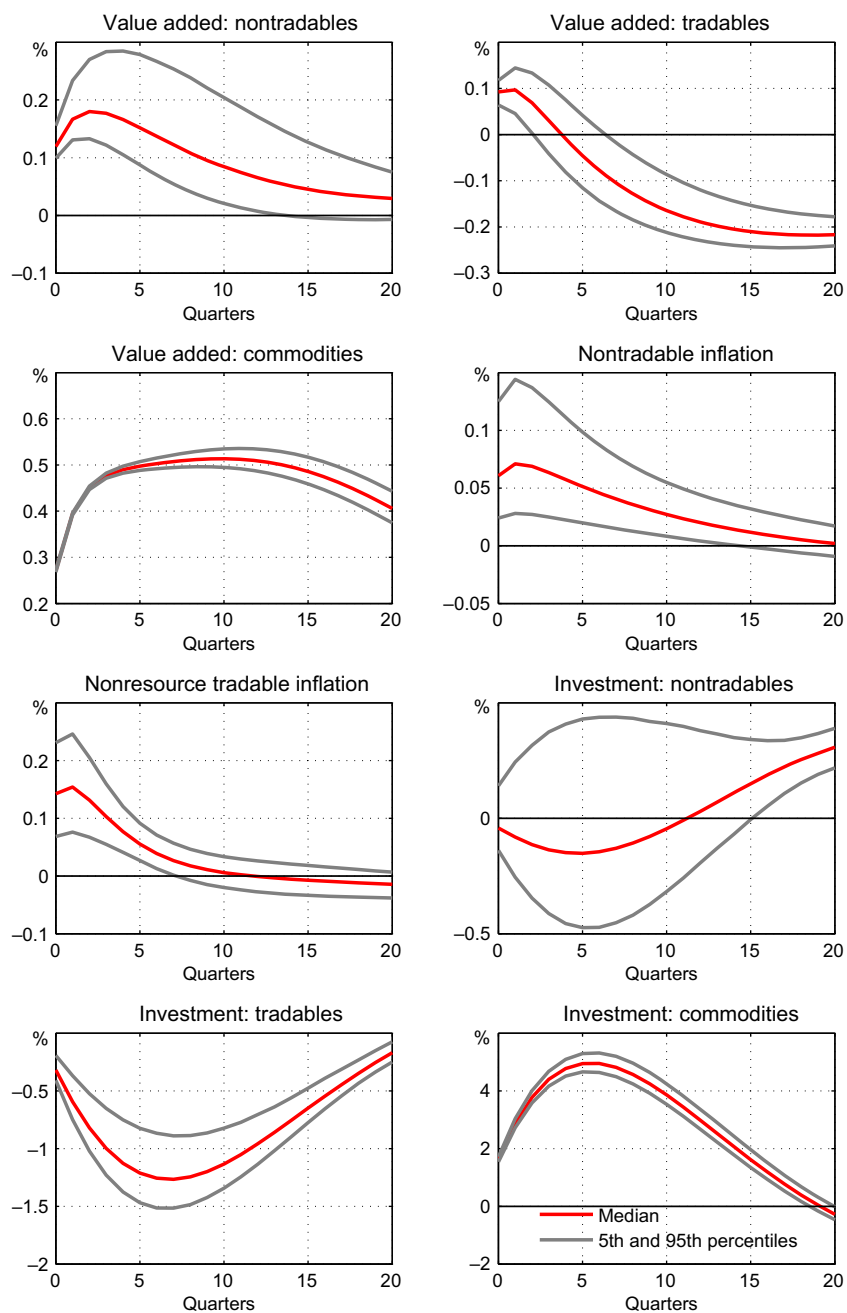 Value added: nontradables
%
0.2
0.1
0
–0.1
0 5 10 15 20
Quarters
Value added: tradables
%
0.1
0
–0.1
–0.2
–0.3
0 5 10 15 20
Quarters
Value added: commodities
%
0.6
0.5
0.4
0.3
0.2
0 5 10 15 20
Quarters
Nontradable inflation
%
0.1
0.05
0
–0.05
0 5 10 15 20
Quarters
Nonresource tradable inflation
%
0.2
0.1
0
–0.1
0 5 10 15 20
Quarters
Investment: nontradables
%
0
–0.5
0 5 10 15 20
Quarters
Investment: tradables
%
–0.5
–1
–1.5
–2
0 5 10 15 20
Quarters
Investment: commodities
%
4
2
0
–2
Median
5th and 95th percentiles
0 5 10 15 20
Quarters